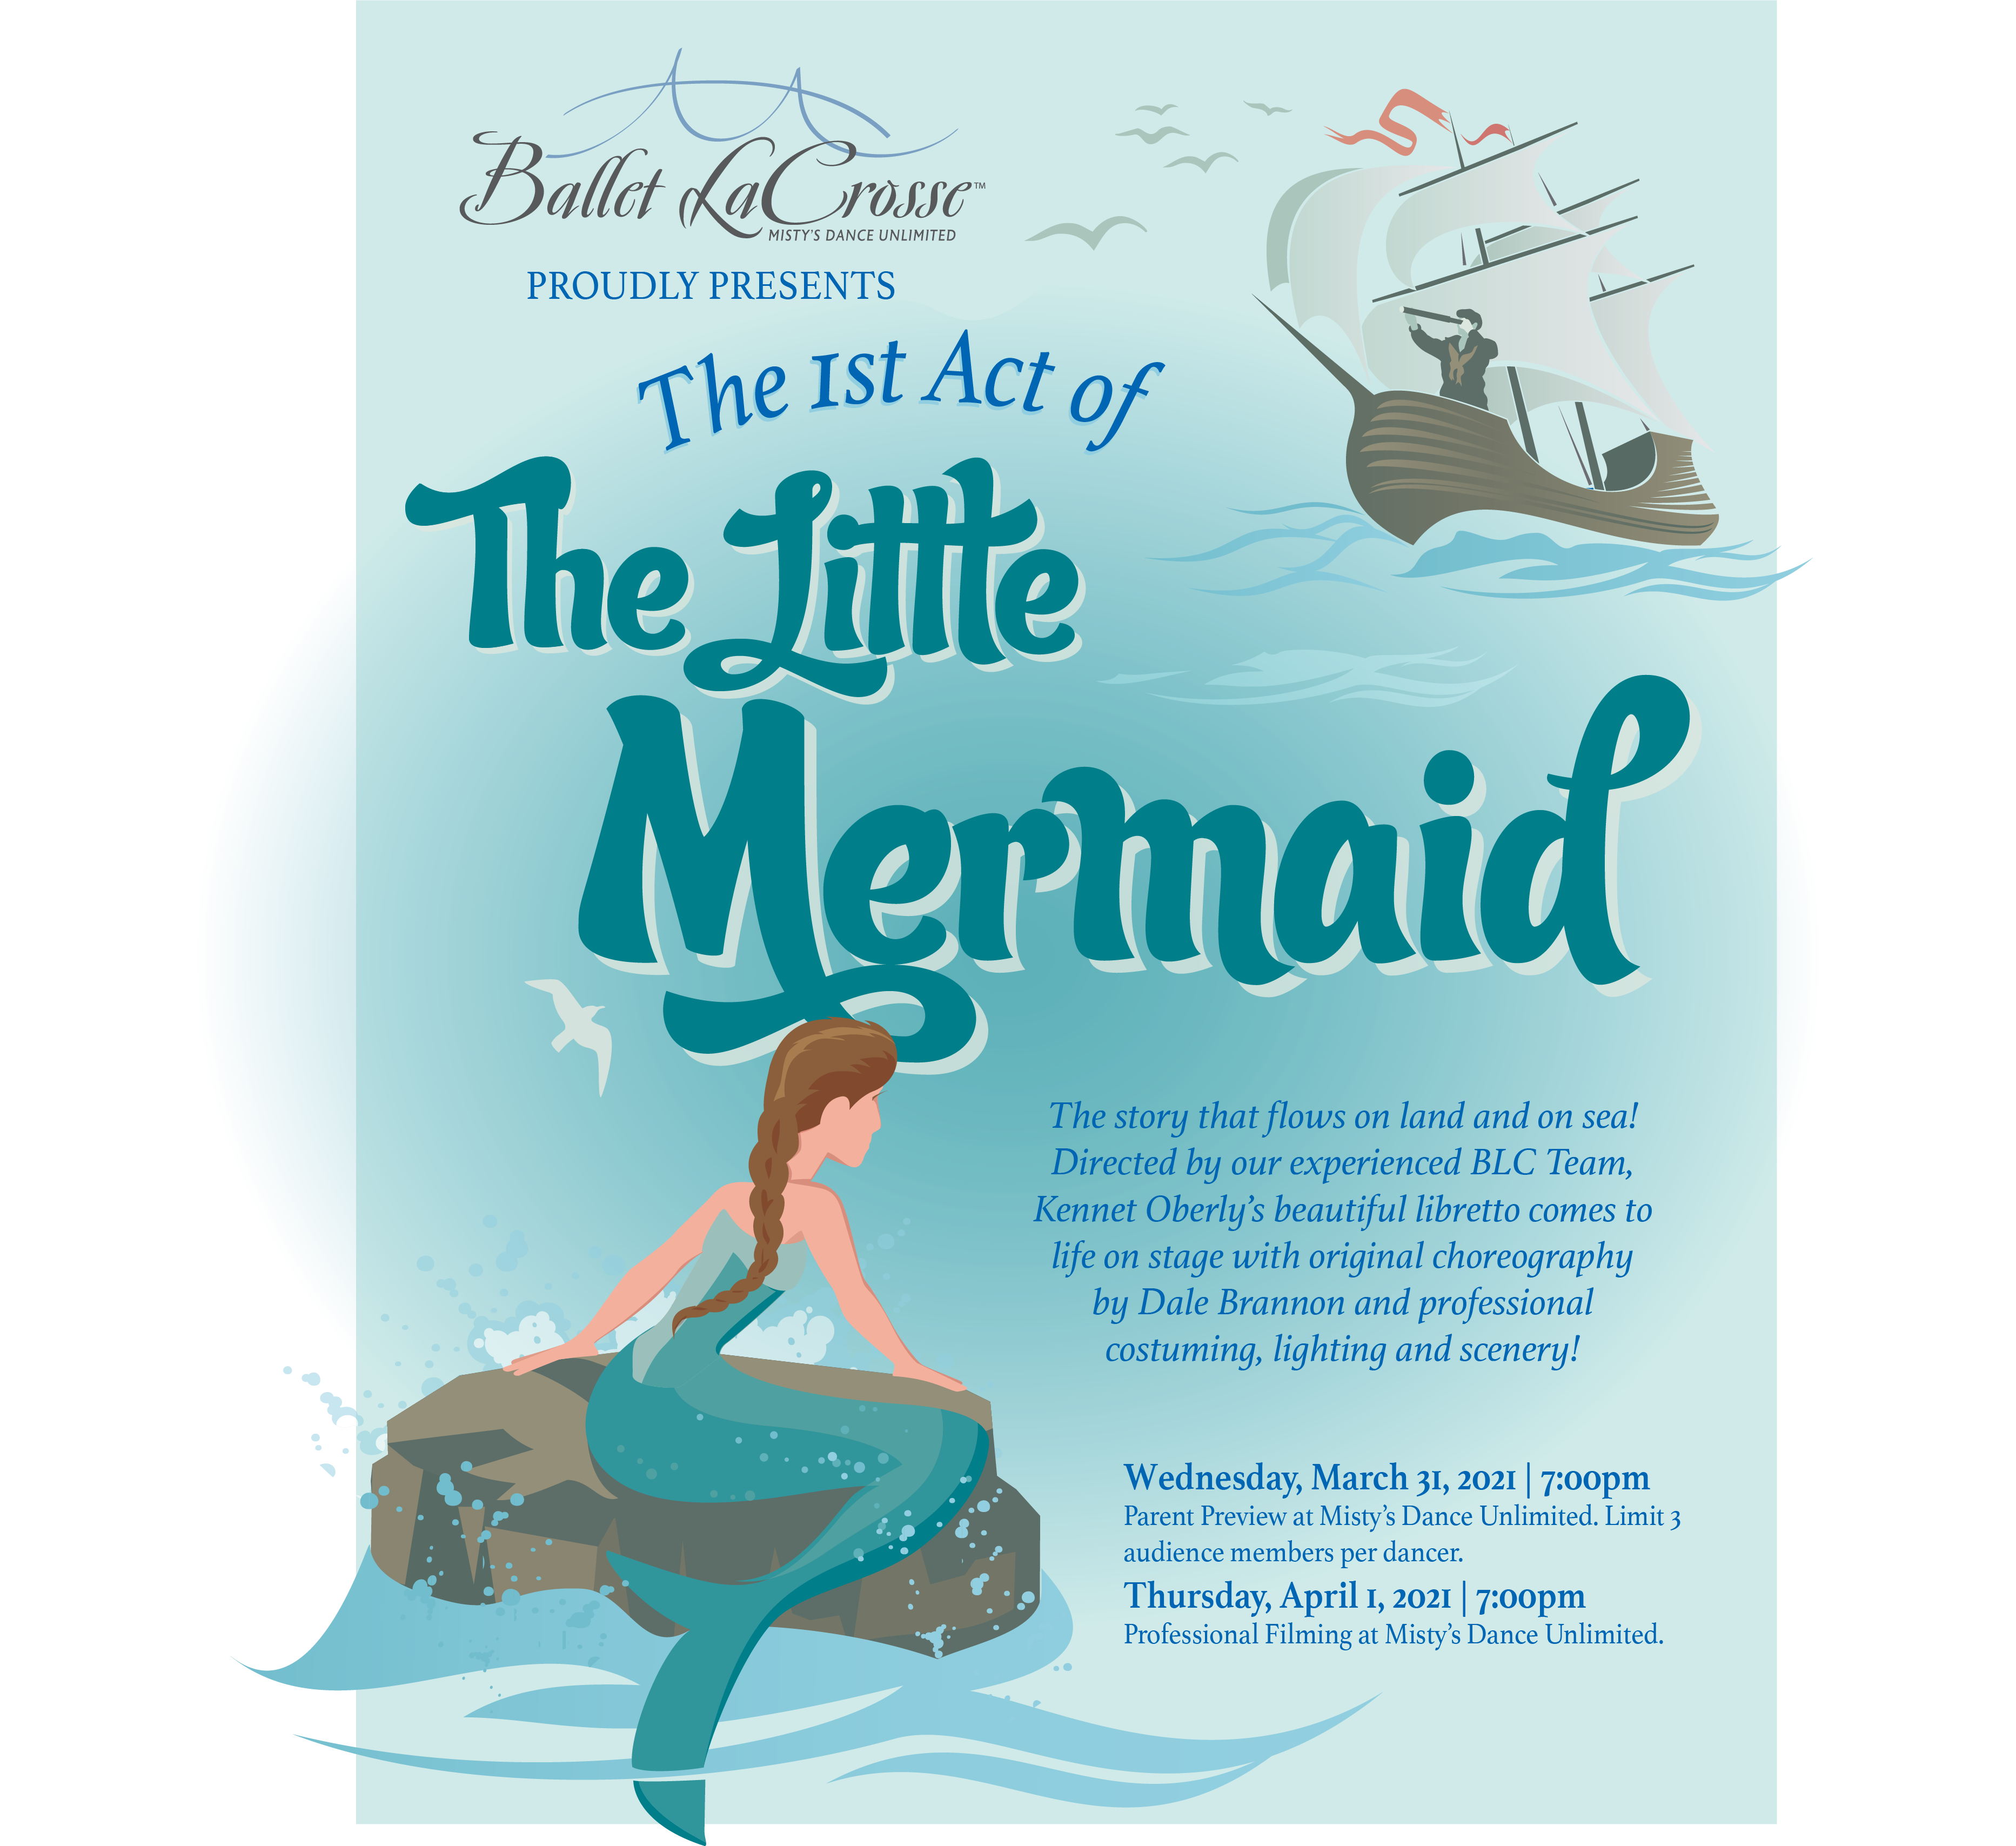 Ballet LaCrosse™
MISTY'S DANCE UNLIMITED
PROUDLY PRESENTS
The 1st Act of
The Little
Mermaid
The story that flows on land and on sea!
Directed by our experienced BLC Team,
Kennet Oberly’s beautiful libretto comes to
life on stage with original choreography
by Dale Brannon and professional
costuming, lighting and scenery!
Wednesday, March 31, 2021 | 7:00pm
Parent Preview at Misty’s Dance Unlimited. Limit 3
audience members per dancer.
Thursday, April 1, 2021 | 7:00pm
Professional Filming at Misty’s Dance Unlimited.